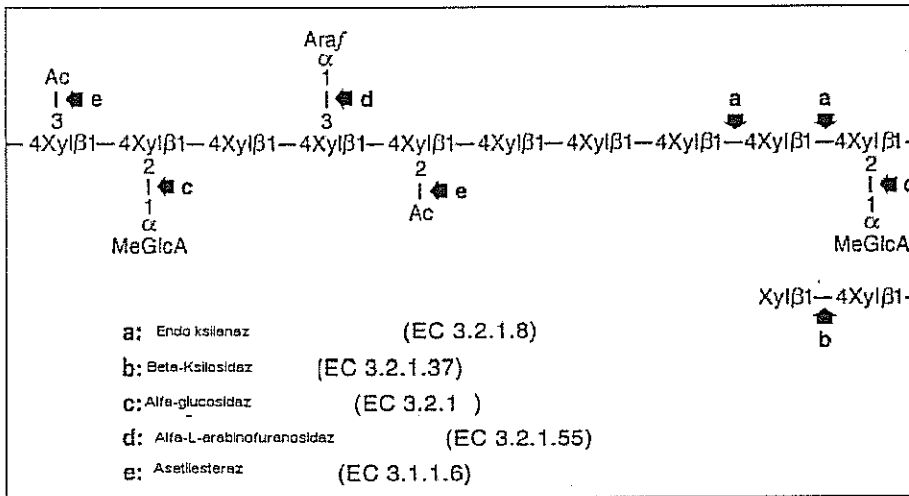 Araf
α
Ac
1
I e
I d
a a
3
3
— 4Xylβ1— 4Xylβ1— 4Xylβ1— 4Xylβ1— 4Xylβ1— 4Xylβ1— 4Xylβ1— 4Xylβ1— 4Xylβ1— 4Xylβ1-
2
2
2
I c
I e
I
1
Ac
1
α
α
MeGlcA
MeGlcA
Xylβ1— 4Xylβ1-
b
a: Endo ksilanaz (EC 3.2.1.8)
b: Beta-Ksilosidaz (EC 3.2.1.37)
c: Alfa-glucosidaz (EC 3.2.1 )
d: Alfa-L-arabinofuranosidaz (EC 3.2.1.55)
e: Asetilesteraz (EC 3.1.1.6)